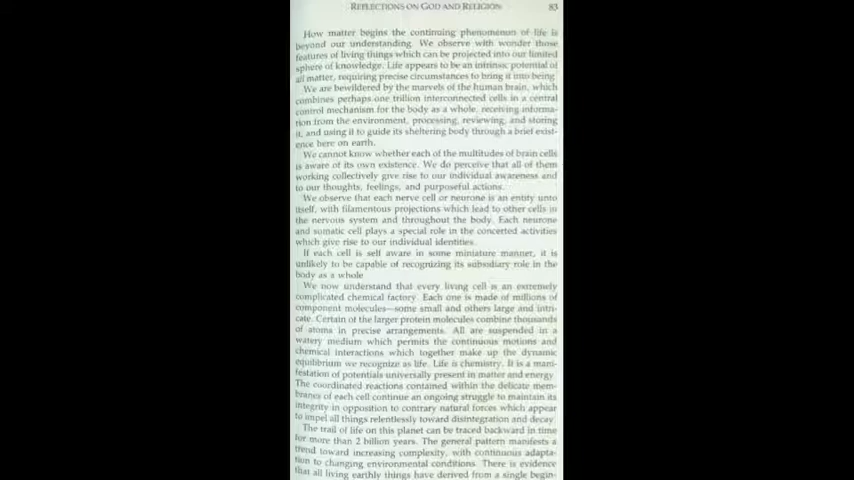 REFLECTIONS ON GOD AND RELIGION 83
How matter begins the continuing phenomenon of life is
beyond our understanding. We observe with wonder those
features of living things which can be projected into our limited
sphere of knowledge. Life appears to be an intrinsic potential of
all matter, requiring precise circumstances to bring it into being.
We are bewildered by the marvels of the human brain, which
combines perhaps one trillion interconnected cells in a central
control mechanism for the body as a whole, receiving informa-
tion from the environment, processing, reviewing, and storing
it, and using it to guide its sheltering body through a brief exist-
ence here on earth.
We cannot know whether each of the multitudes of brain cells
is aware of its own existence. We do perceive that all of them
working collectively give rise to our individual awareness and
to our thoughts, feelings, and purposeful actions.
We observe that each nerve cell or neurone is an entity unto
itself, with filamentous projections which lead to other cells in
the nervous system and throughout the body. Each neurone
and somatic cell plays a special role in the concerted activities
which give rise to our individual identities.
If each cell is self aware in some miniature manner, it is
unlikely to be capable of recognizing its subsidiary role in the
body as a whole.
We now understand that every living cell is an extremely
complicated chemical factory. Each one is made of millions of
component molecules—some small and others large and intri-
cate. Certain of the larger protein molecules combine thousands
of atoms in precise arrangements. All are suspended in a
watery medium which permits the continuous motions and
chemical interactions which together make up the dynamic
equilibrium we recognize as life. Life is chemistry. It is a mani-
festation of potentials universally present in matter and energy.
The coordinated reactions contained within the delicate mem-
branes of each cell continue an ongoing struggle to maintain its
integrity in opposition to contrary natural forces which appear
to impel all things relentlessly toward disintegration and decay.
The trail of life on this planet can be traced backward in time
for more than 2 billion years. The general pattern manifests a
trend toward increasing complexity, with continuous adapta-
tion to changing environmental conditions. There is evidence
that all living earthly things have derived from a single begin-